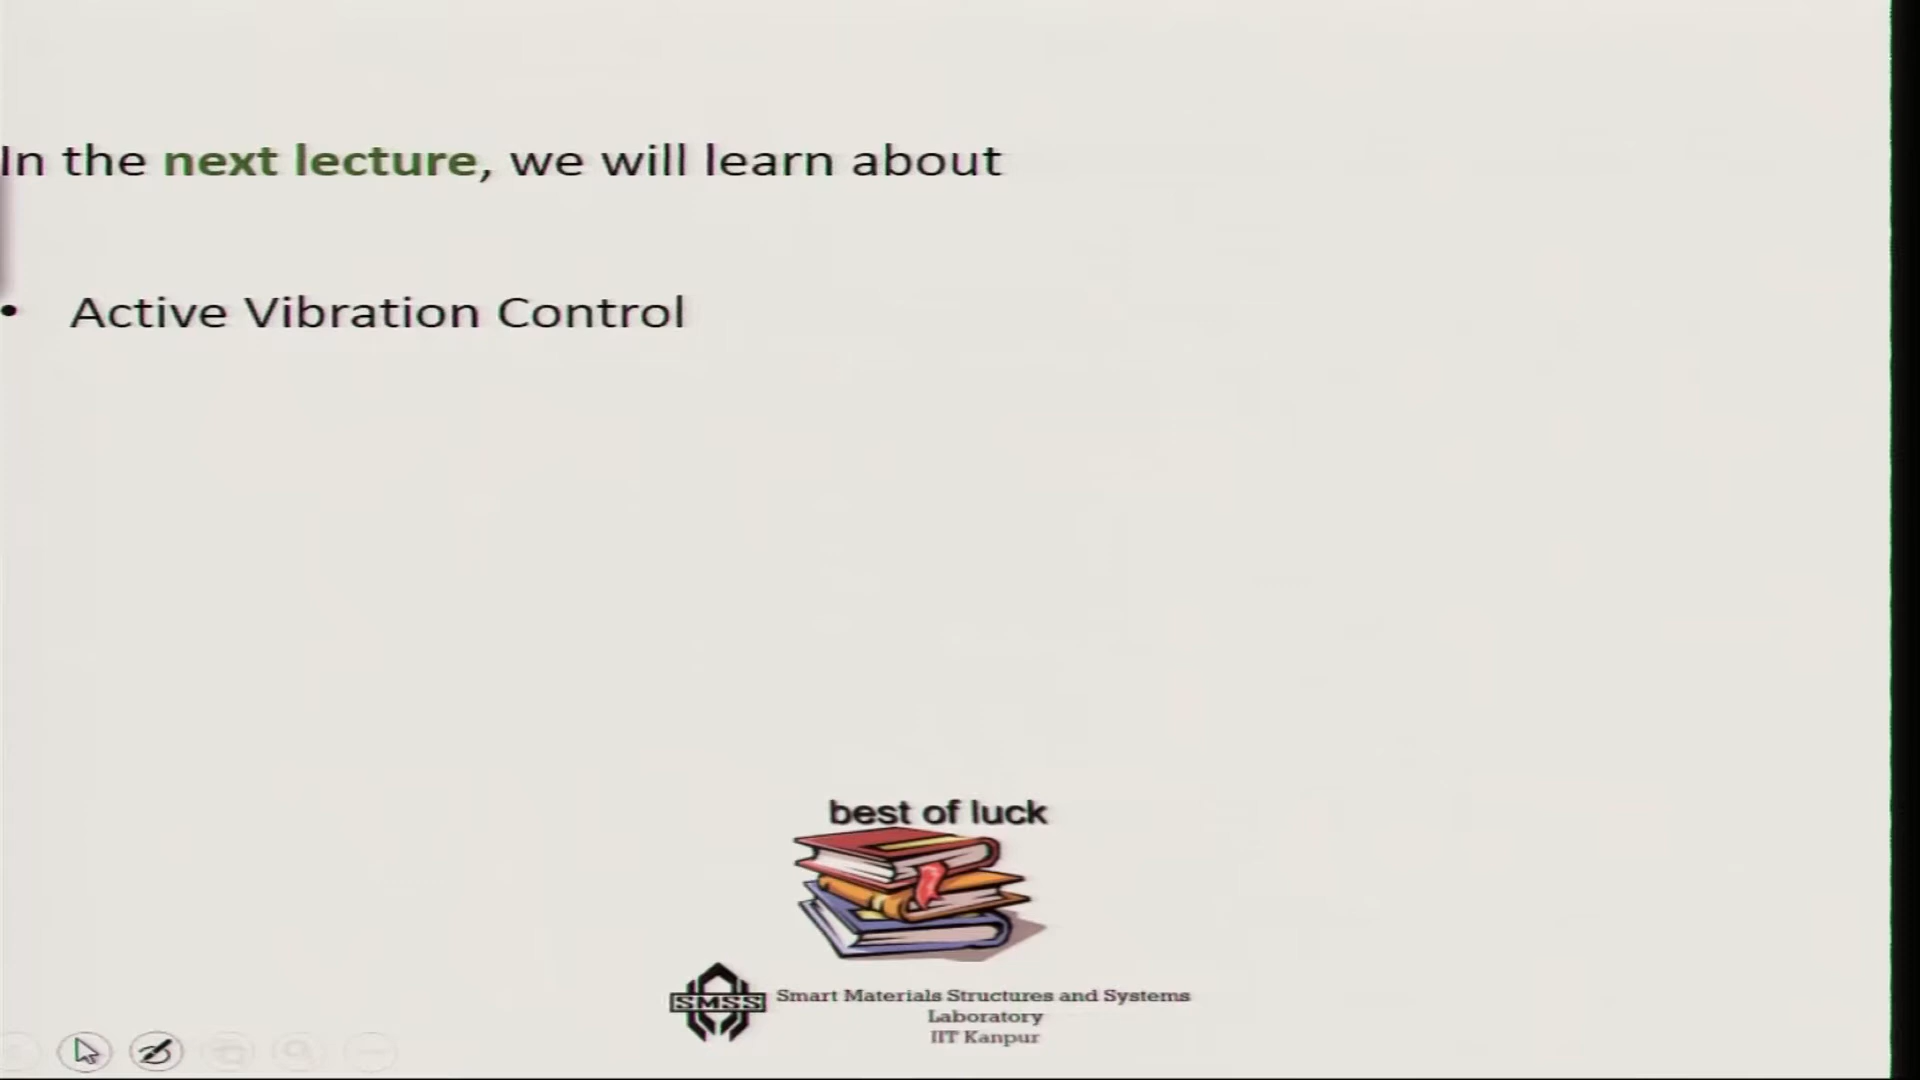 In the next lecture, we will learn about
• Active Vibration Control
best of luck
SMSS
Smart Materials Structures and Systems
Laboratory
IIT Kanpur